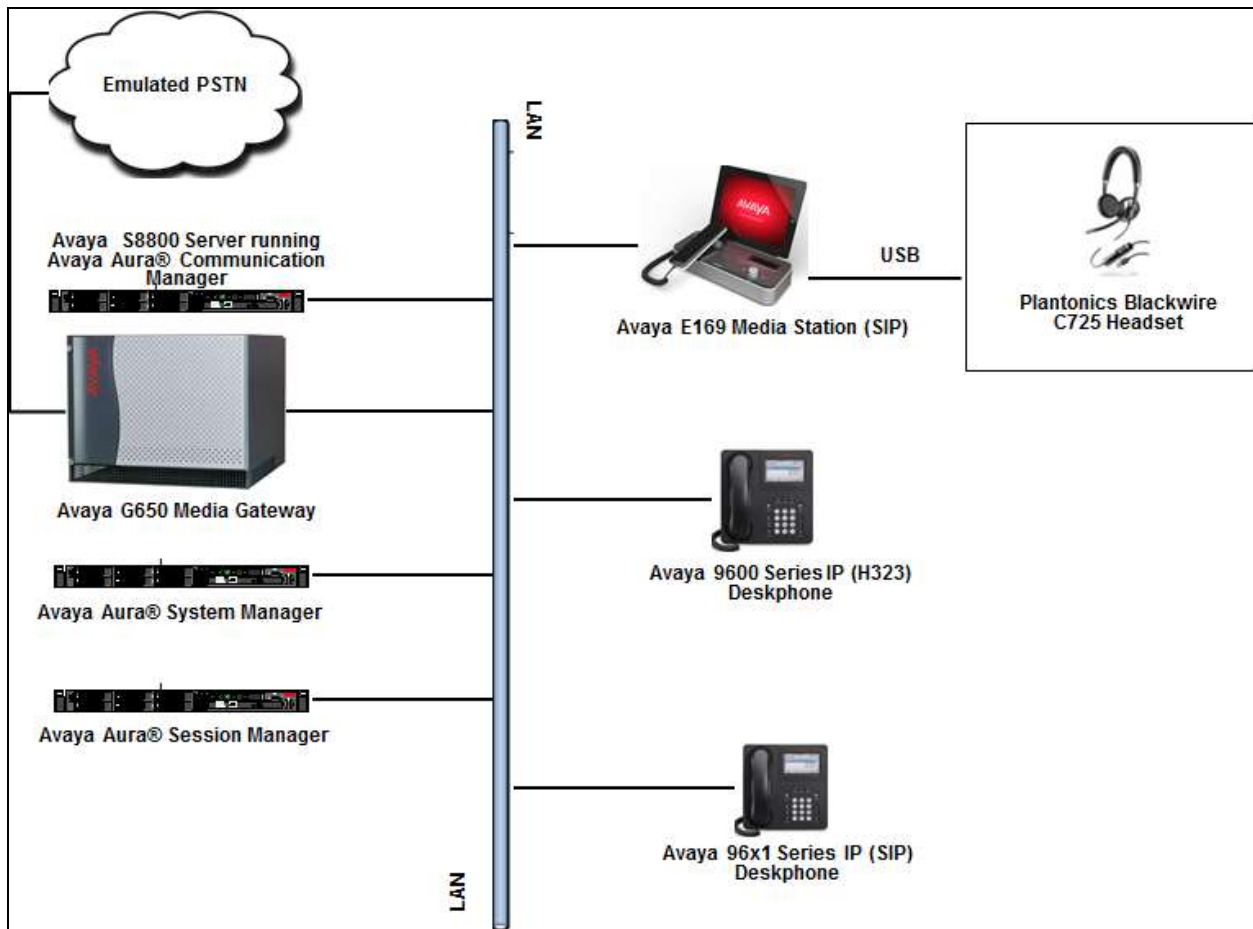 Emulated PSTN
LAN
Avaya S8800 Server running
Avaya Aura® Communication
Manager
AVAYA
USB
Avaya E169 Media Station (SIP)
Plantonics Blackwire
C725 Headset
AVAYA
Avaya G650 Media Gateway
Avaya 9600 Series IP (H323)
Deskphone
Avaya Aura® System Manager
Avaya Aura® Session Manager
Avaya 96x1 Series IP (SIP)
Deskphone
LAN